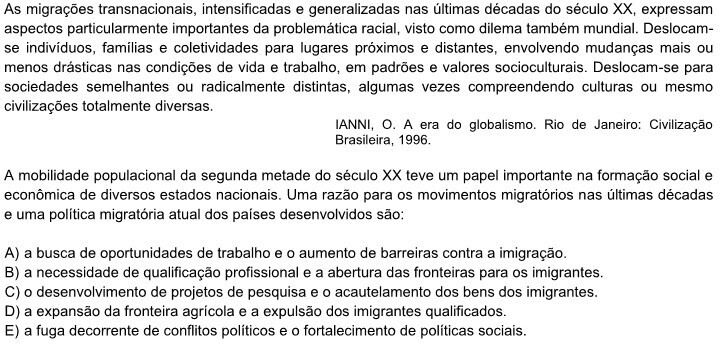 As migrações transnacionais, intensificadas e generalizadas nas últimas décadas do século XX, expressam
aspectos particularmente importantes da problemática racial, visto como dilema também mundial. Deslocam-
se indivíduos, famílias e coletividades para lugares próximos e distantes, envolvendo mudanças mais ou
menos drásticas nas condições de vida e trabalho, em padrões e valores socioculturais. Deslocam-se para
sociedades semelhantes ou radicalmente distintas, algumas vezes compreendendo culturas ou mesmo
civilizações totalmente diversas.
IANNI, O. A era do globalismo. Rio de Janeiro: Civilização
Brasileira, 1996.
A mobilidade populacional da segunda metade do século XX teve um papel importante na formação social e
econômica de diversos estados nacionais. Uma razão para os movimentos migratórios nas últimas décadas
e uma política migratória atual dos países desenvolvidos são:
A) a busca de oportunidades de trabalho e o aumento de barreiras contra a imigração.
B) a necessidade de qualificação profissional e a abertura das fronteiras para os imigrantes.
C) o desenvolvimento de projetos de pesquisa e o acautelamento dos bens dos imigrantes.
D) a expansão da fronteira agrícola e a expulsão dos imigrantes qualificados.
E) a fuga decorrente de conflitos políticos e o fortalecimento de políticas sociais.